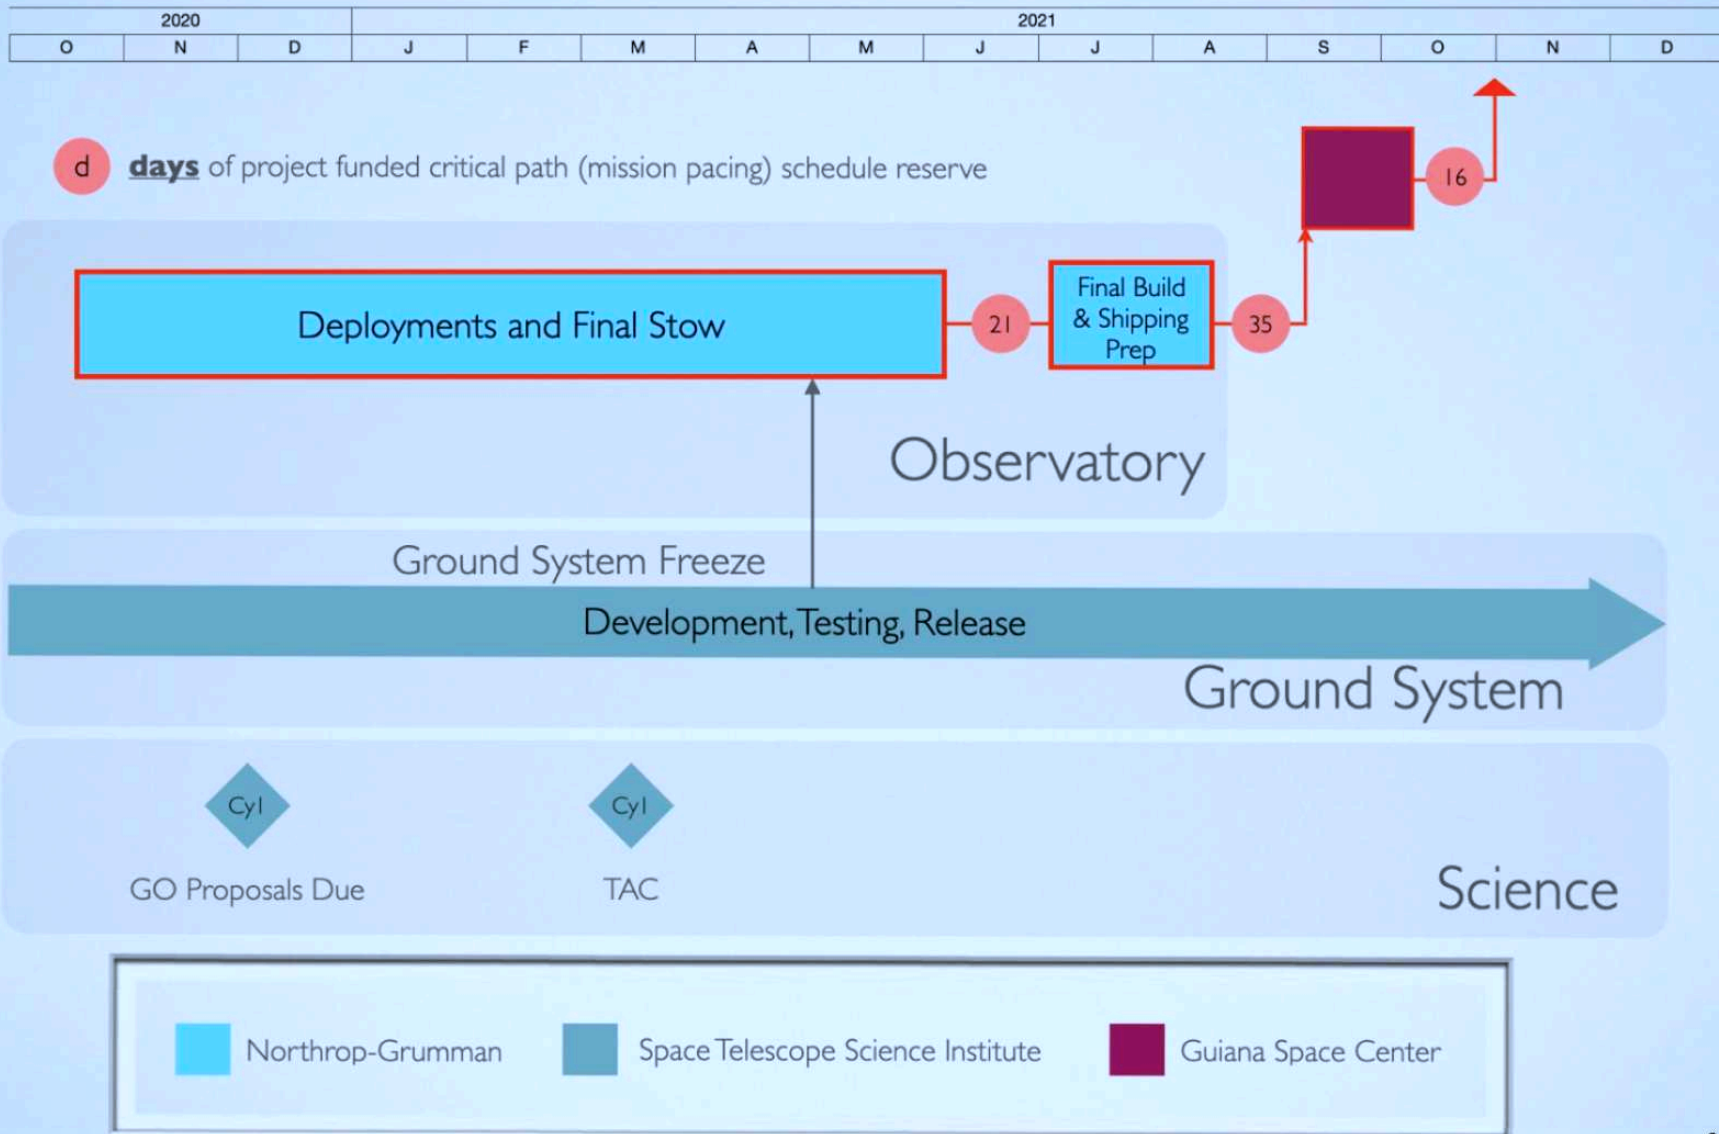 2020
2021
O N D J F M A M J J A S O N D
d days of project funded critical path (mission pacing) schedule reserve
16
Deployments and Final Stow
21
Final Build
& Shipping
Prep
35
Observatory
Ground System Freeze
Development, Testing, Release
Ground System
Cy1
Cy1
GO Proposals Due
TAC
Science
Northrop-Grumman
Space Telescope Science Institute
Guiana Space Center